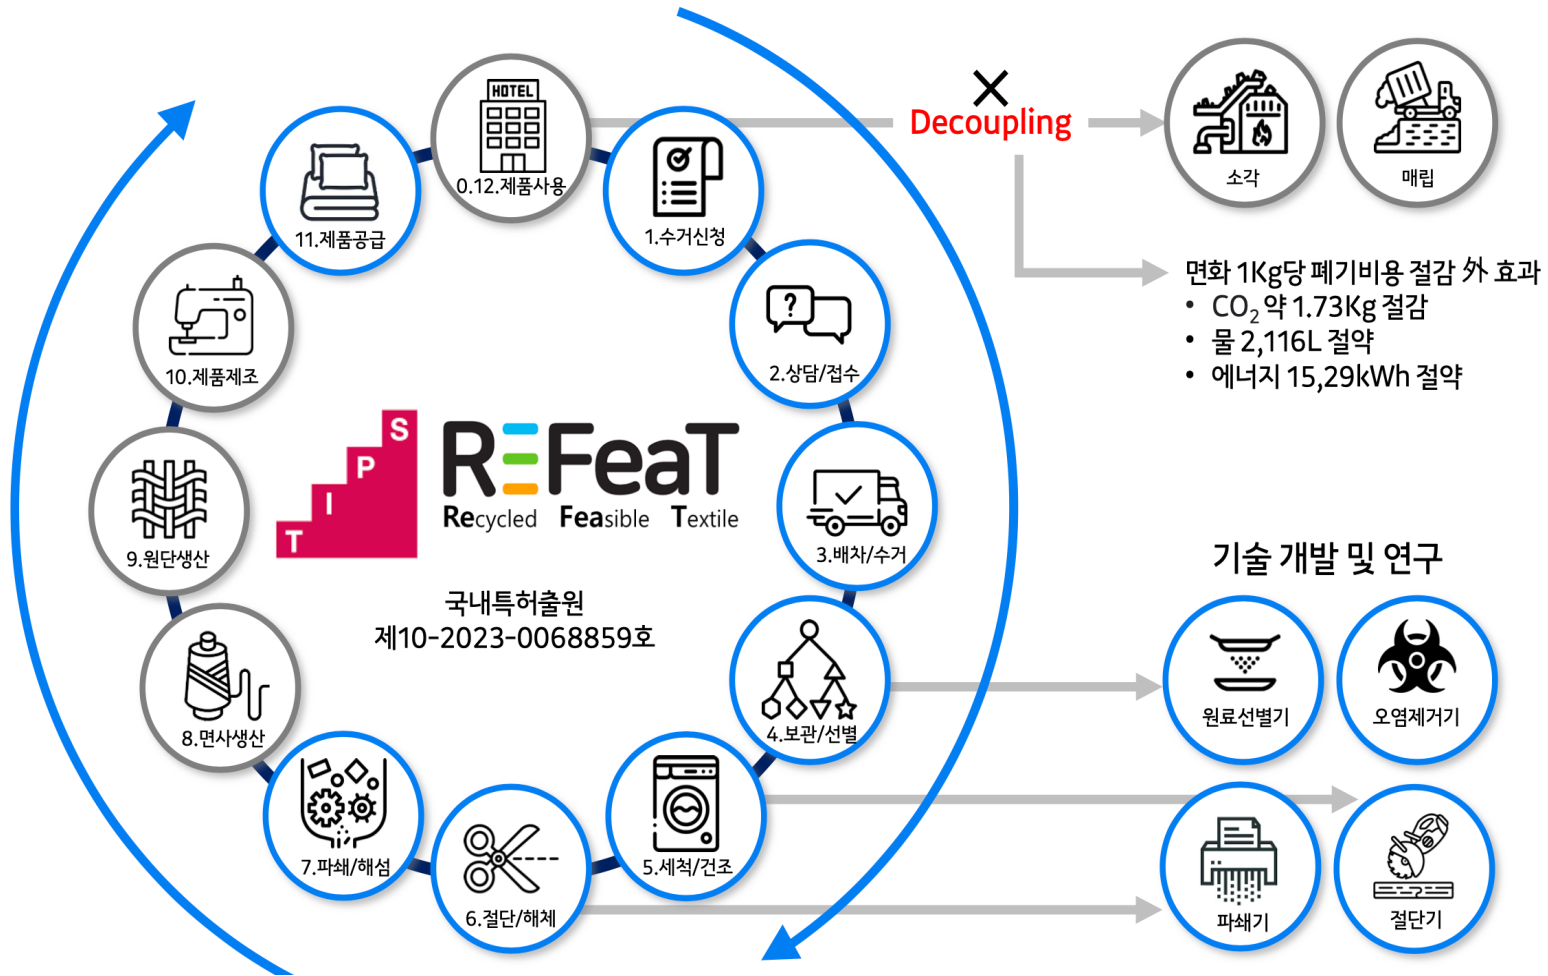 HOTEL
0.12.제품사용
1.수거신청
?
2.상담/접수
3.배차/수거
4.보관/선별
5.세척/건조
6.절단/해체
7.파쇄/해섬
8.면사생산
9.원단생산
10.제품제조
11.제품공급
T I P S
REFeaT
Recycled Feasible Textile
국내특허출원
제10-2023-0068859호
Decoupling
소각
매립
면화 1Kg당 폐기비용 절감 外 효과
• CO₂ 약 1.73Kg 절감
• 물 2,116L 절약
• 에너지 15,29kWh 절약
기술 개발 및 연구
원료선별기
오염제거기
파쇄기
절단기